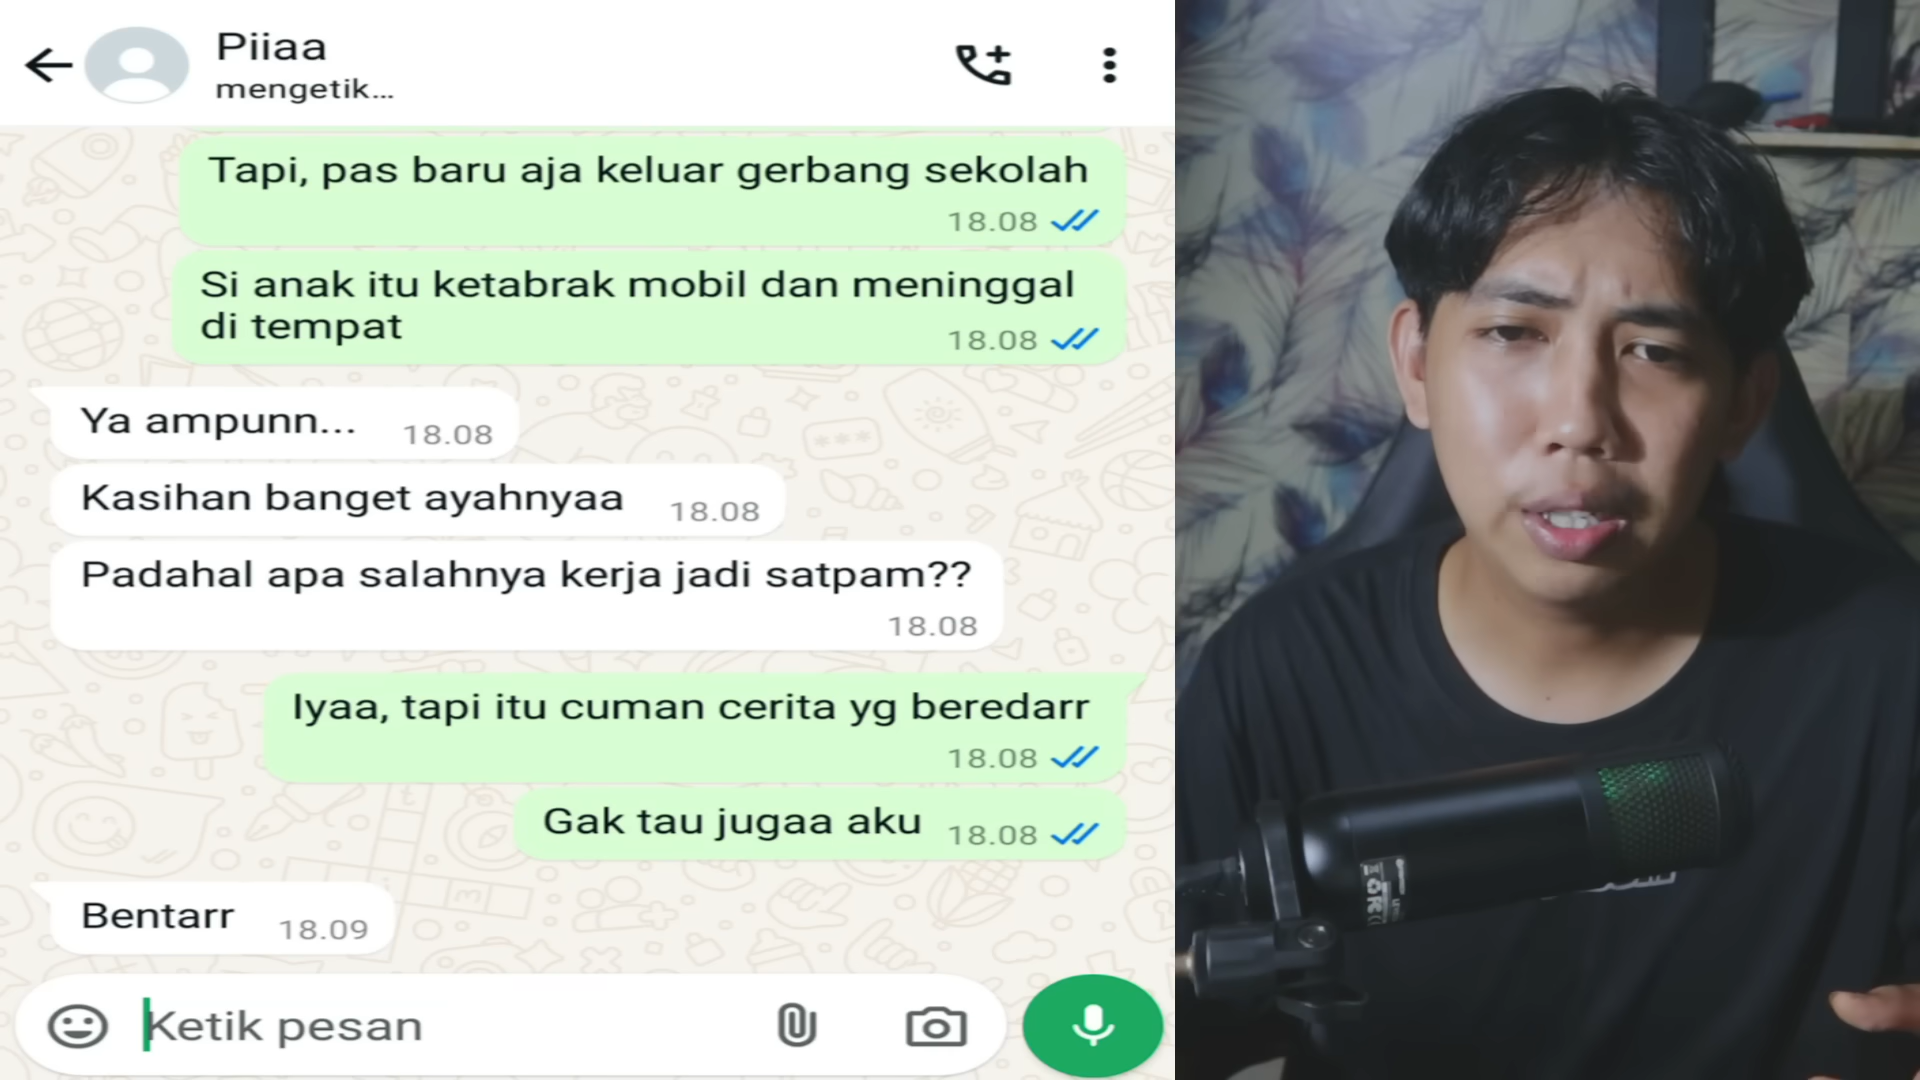 Piiaa
mengetik...
Tapi, pas baru aja keluar gerbang sekolah
18.08
Si anak itu ketabrak mobil dan meninggal
di tempat
18.08
Ya ampunn... 18.08
Kasihan banget ayahnyaa 18.08
Padahal apa salahnya kerja jadi satpam??
18.08
Iyaa, tapi itu cuman cerita yg beredarr
18.08
Gak tau jugaa aku 18.08
Bentarr 18.09
Ketik pesan